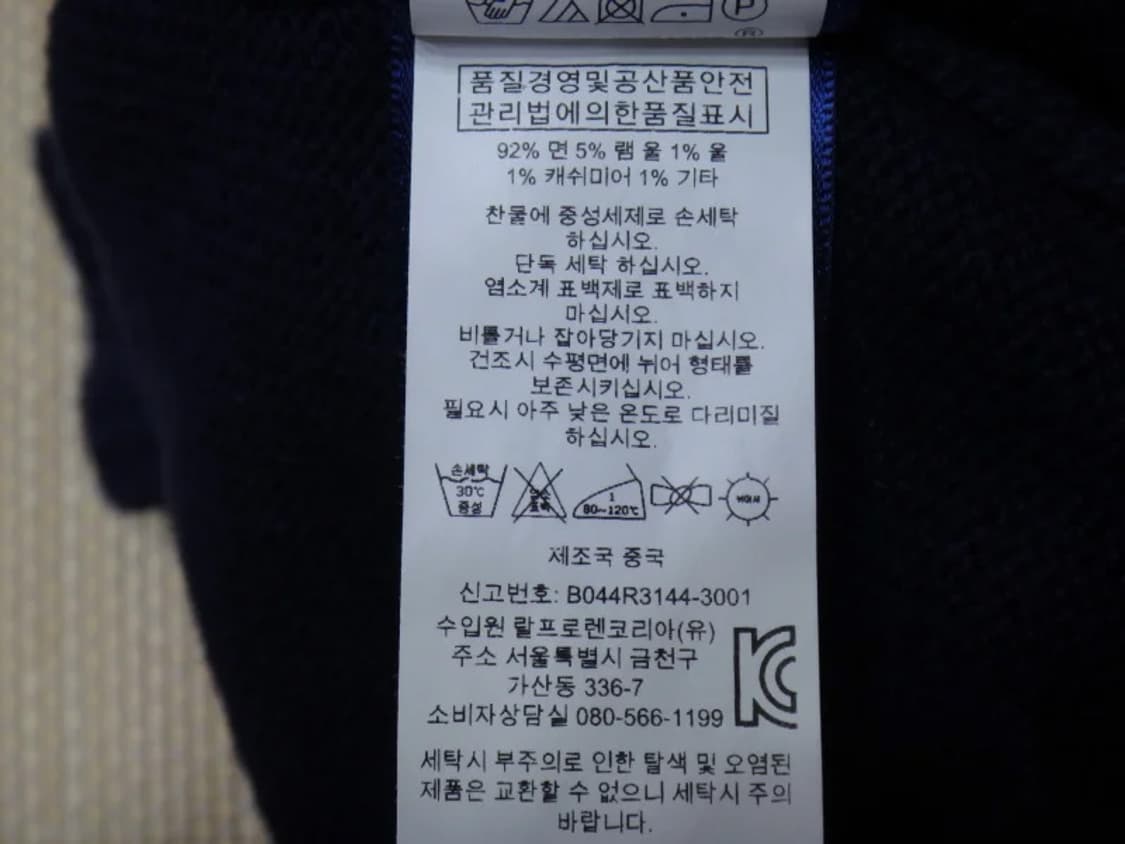 P
품질경영및공산품안전
관리법에의한품질표시
92% 면 5% 램 울 1% 울
1% 캐쉬미어 1% 기타
찬물에 중성세제로 손세탁
하십시오.
단독 세탁 하십시오.
염소계 표백제로 표백하지
마십시오.
비틀거나 잡아당기지 마십시오.
건조시 수평면에 뉘어 형태를
보존시키십시오.
필요시 아주 낮은 온도로 다리미질
하십시오.
손세탁
30℃
중성
1
80~120℃
뉘어서
제조국 중국
신고번호: B044R3144-3001
수입원 랄프로렌코리아(유)
주소 서울특별시 금천구
가산동 336-7
소비자상담실 080-566-1199
세탁시 부주의로 인한 탈색 및 오염된
제품은 교환할 수 없으니 세탁시 주의
바랍니다.